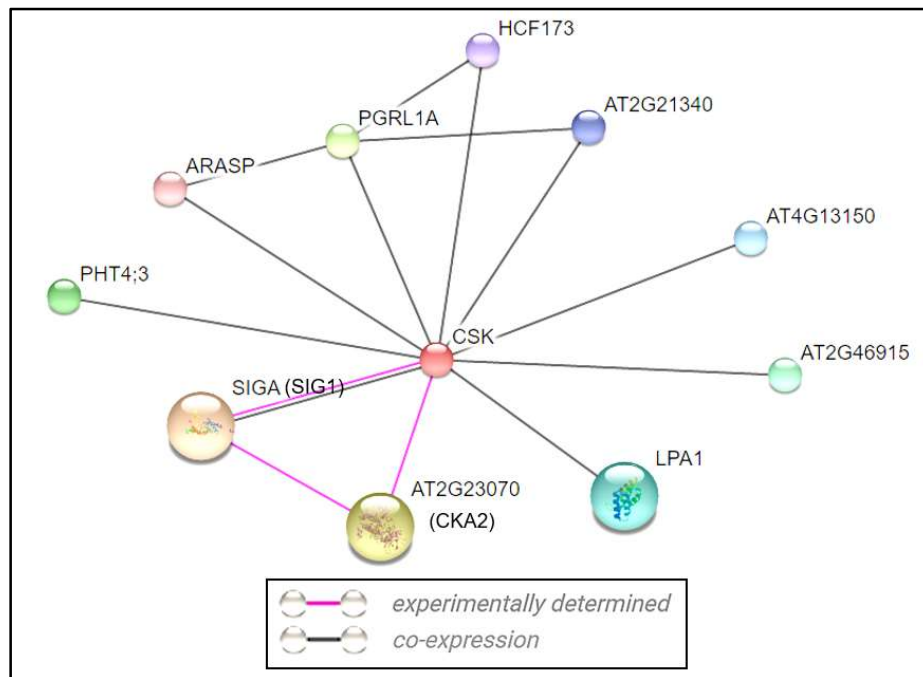 HCF173
AT2G21340
PGRL1A
ARASP
AT4G13150
PHT4;3
CSK
AT2G46915
SIGA (SIG1)
LPA1
AT2G23070
(CKA2)
experimentally determined
co-expression